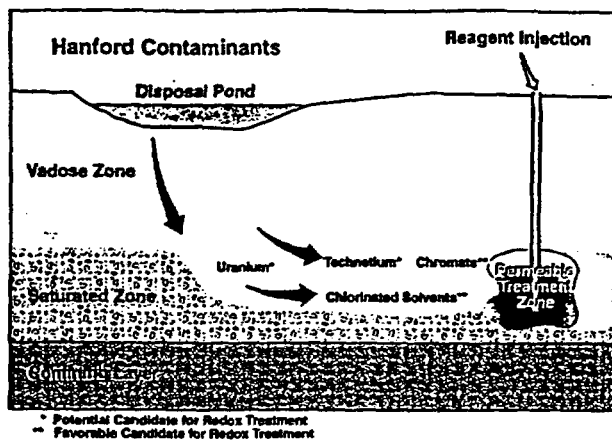 Hanford Contaminants
Reagent Injection
Disposal Pond
Vadose Zone
Uranium*
Technetium* Chromates**
Chlorinated Solvents**
Permeable
Treatment
Zone
Saturated Zone
Confining Layer
* Potential Candidate for Redox Treatment
** Favorable Candidate for Redox Treatment